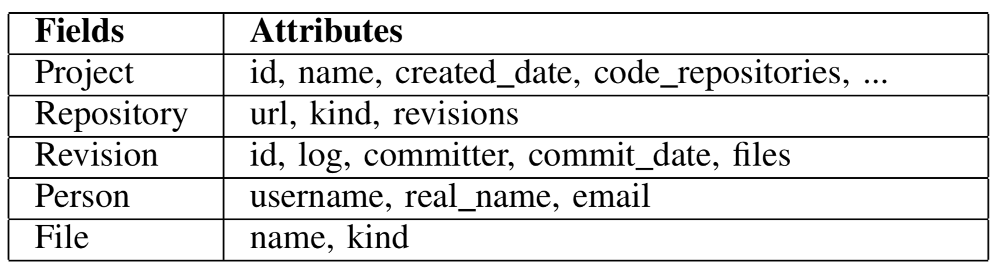 Fields Attributes
Project id, name, created_date, code_repositories, ...
Repository url, kind, revisions
Revision id, log, committer, commit_date, files
Person username, real_name, email
File name, kind